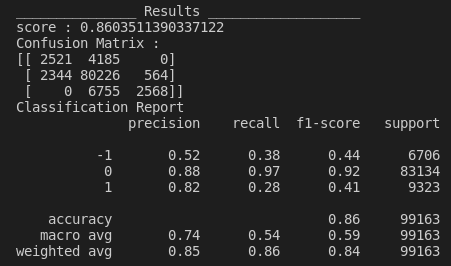 _______________ Results ___________________
score : 0.8603511390337122
Confusion Matrix :
[[ 2521  4185     0]
 [ 2344 80226   564]
 [    0  6755  2568]]
Classification Report
              precision    recall  f1-score   support

          -1       0.52      0.38      0.44      6706
           0       0.88      0.97      0.92     83134
           1       0.82      0.28      0.41      9323

    accuracy                           0.86     99163
   macro avg       0.74      0.54      0.59     99163
weighted avg       0.85      0.86      0.84     99163